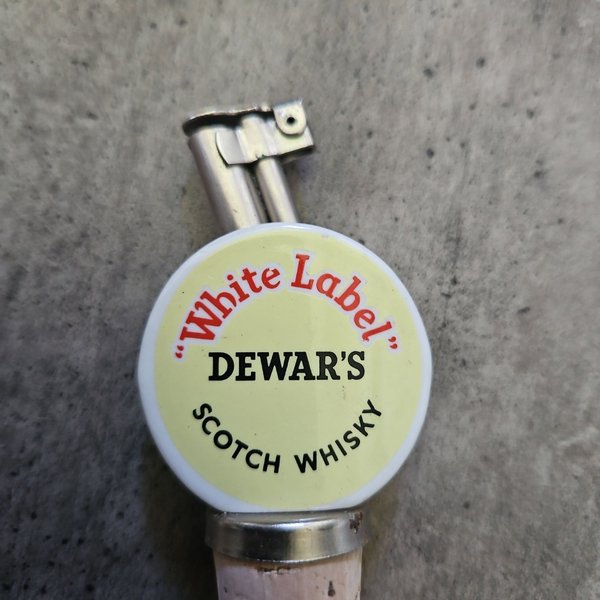 "White Label"
DEWAR'S
SCOTCH WHISKY